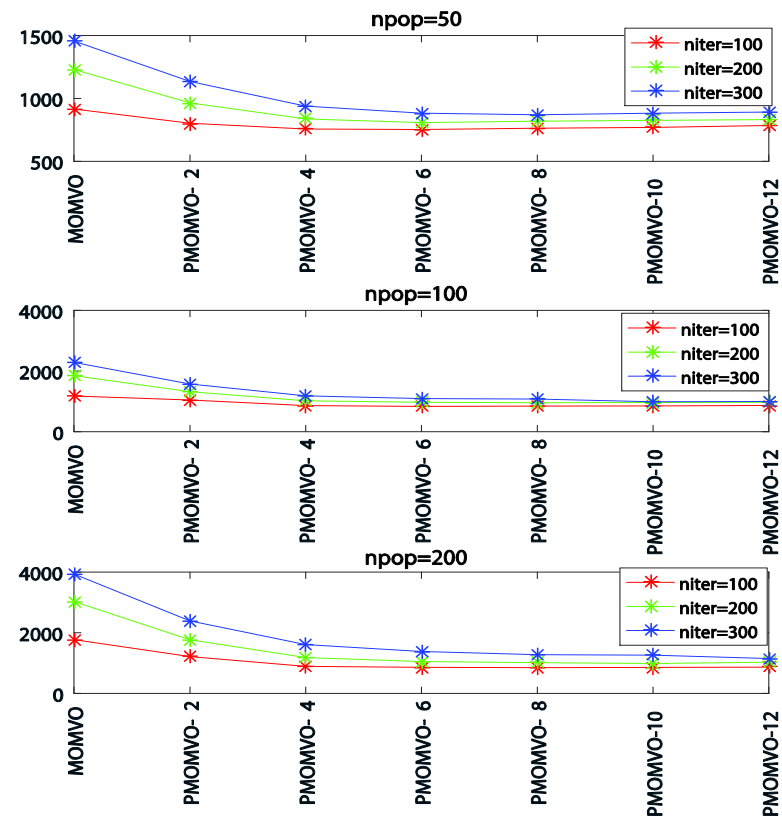 npop=50
1500
1000
500
niter=100
niter=200
niter=300
MOMVO
PMOMVO- 2
PMOMVO- 4
PMOMVO- 6
PMOMVO- 8
PMOMVO-10
PMOMVO-12
npop=100
4000
2000
0
niter=100
niter=200
niter=300
MOMVO
PMOMVO- 2
PMOMVO- 4
PMOMVO- 6
PMOMVO- 8
PMOMVO-10
PMOMVO-12
npop=200
4000
2000
0
niter=100
niter=200
niter=300
MOMVO
PMOMVO- 2
PMOMVO- 4
PMOMVO- 6
PMOMVO- 8
PMOMVO-10
PMOMVO-12